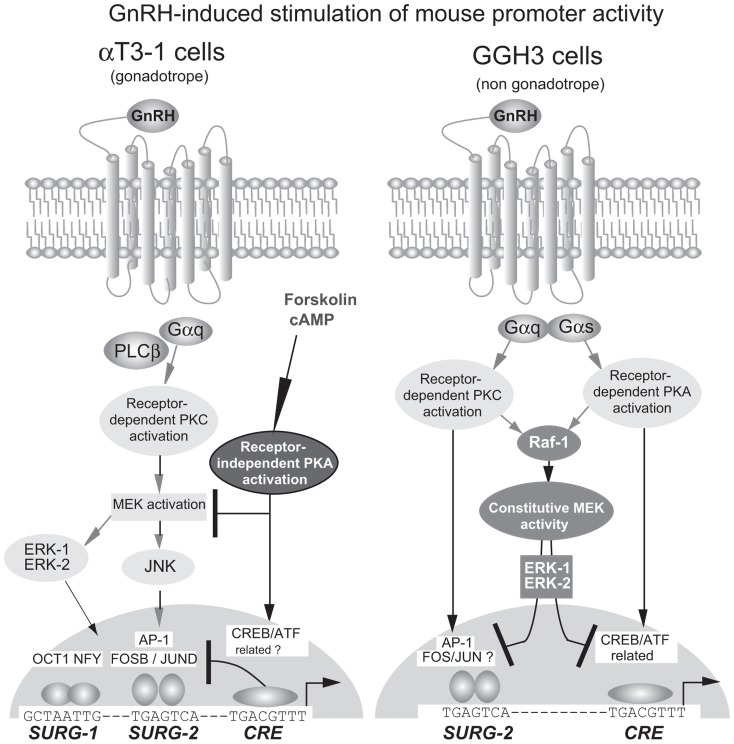 GnRH-induced stimulation of mouse promoter activity
αT3-1 cells
(gonadotrope)
GnRH
Forskolin
cAMP
Gαq
PLCβ
Receptor-
dependent PKC
activation
Receptor-
independent PKA
activation
MEK activation
ERK-1
ERK-2
JNK
AP-1
FOSB / JUND
OCT1 NFY
CREB/ATF
related ?
GCTAATTG---TGAGTCA---TGACGTTT
SURG-1 SURG-2 CRE
GGH3 cells
(non gonadotrope)
GnRH
Gαq Gαs
Receptor-
dependent PKC
activation
Receptor-
dependent PKA
activation
Raf-1
Constitutive MEK
activity
ERK-1
ERK-2
AP-1
FOS/JUN ?
CREB/ATF
related
TGAGTCA-----------TGACGTTT
SURG-2 CRE